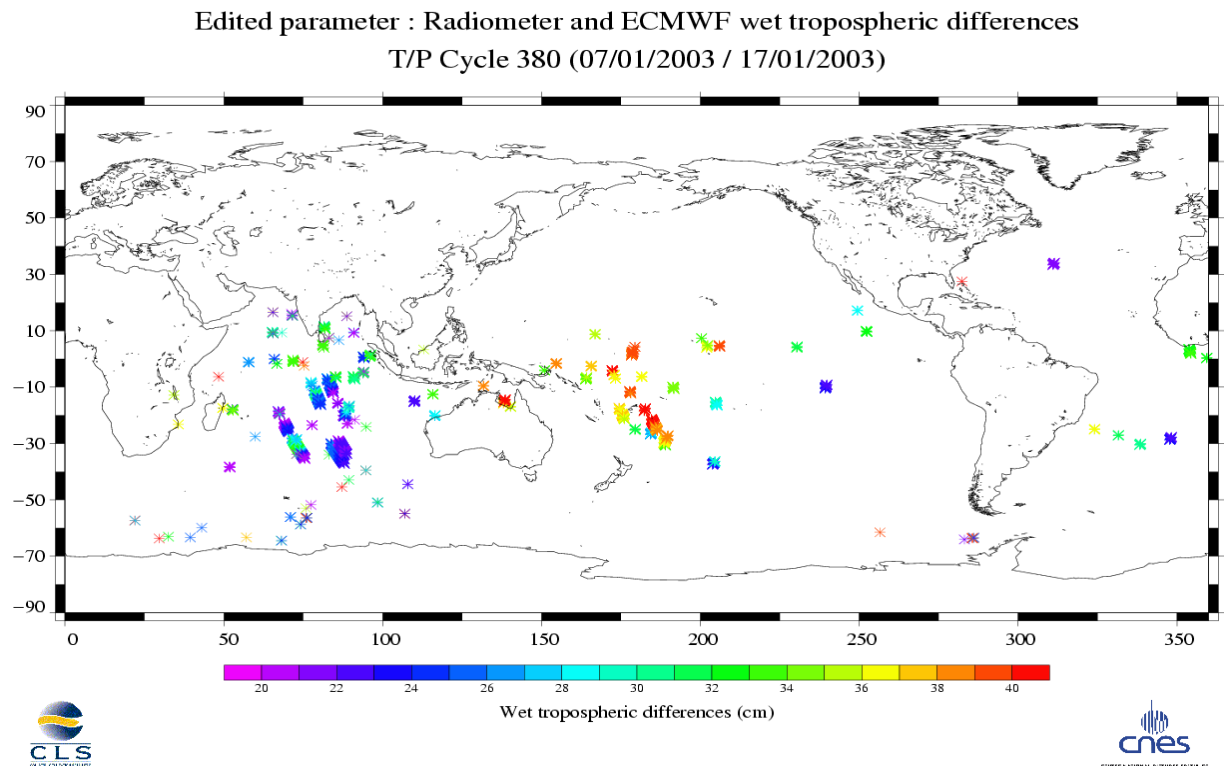 Edited parameter : Radiometer and ECMWF wet tropospheric differences
T/P Cycle 380 (07/01/2003 / 17/01/2003)
90
70
50
30
10
−10
−30
−50
−70
−90
0 50 100 150 200 250 300 350
20 22 24 26 28 30 32 34 36 38 40
Wet tropospheric differences (cm)
CLS
cnes